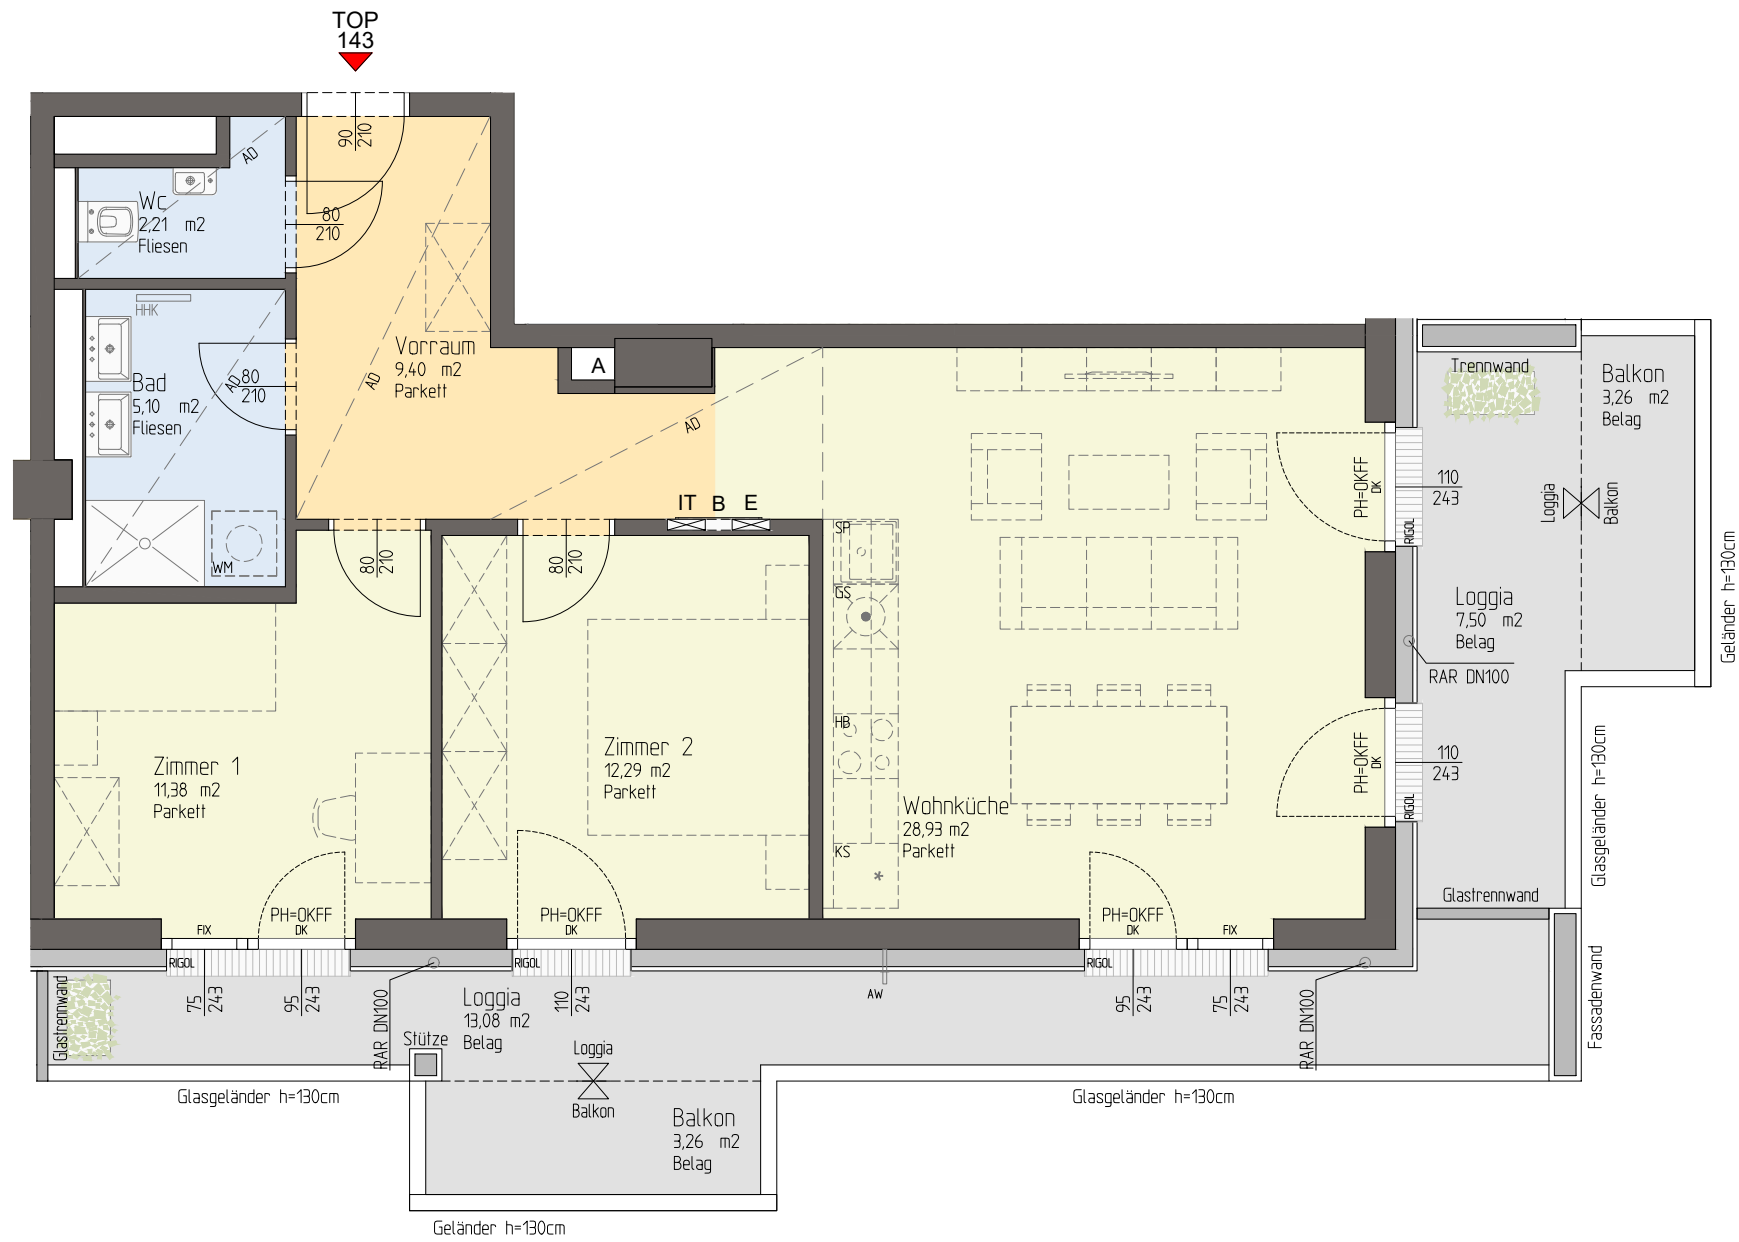 TOP
143
90
210
AD
Wc
2,21 m2
Fliesen
80
210
HHK
Vorraum
9,40 m2
Parkett
AD
A
Bad
5,10 m2
Fliesen
AD
80
210
AD
IT B E
WM
80
210
80
210
SP
GS
HB
KS
*
Zimmer 1
11,38 m2
Parkett
Zimmer 2
12,29 m2
Parkett
Wohnküche
28,93 m2
Parkett
PH=OKFF
DK
RIGOL
110
243
PH=OKFF
DK
RIGOL
110
243
Trennwand
Balkon
3,26 m2
Belag
Loggia
Balkon
Loggia
7,50 m2
Belag
RAR DN100
Geländer h=130cm
Glasgeländer h=130cm
Glastrennwand
Fassadenwand
FIX
PH=OKFF
DK
PH=OKFF
DK
PH=OKFF
DK
FIX
RIGOL
RIGOL
RIGOL
Glastrennwand
75
243
95
243
RAR DN100
Loggia
13,08 m2
Belag
110
243
AW
95
243
75
243
RAR DN100
Stütze
Loggia
Balkon
Glasgeländer h=130cm
Glasgeländer h=130cm
Balkon
3,26 m2
Belag
Geländer h=130cm